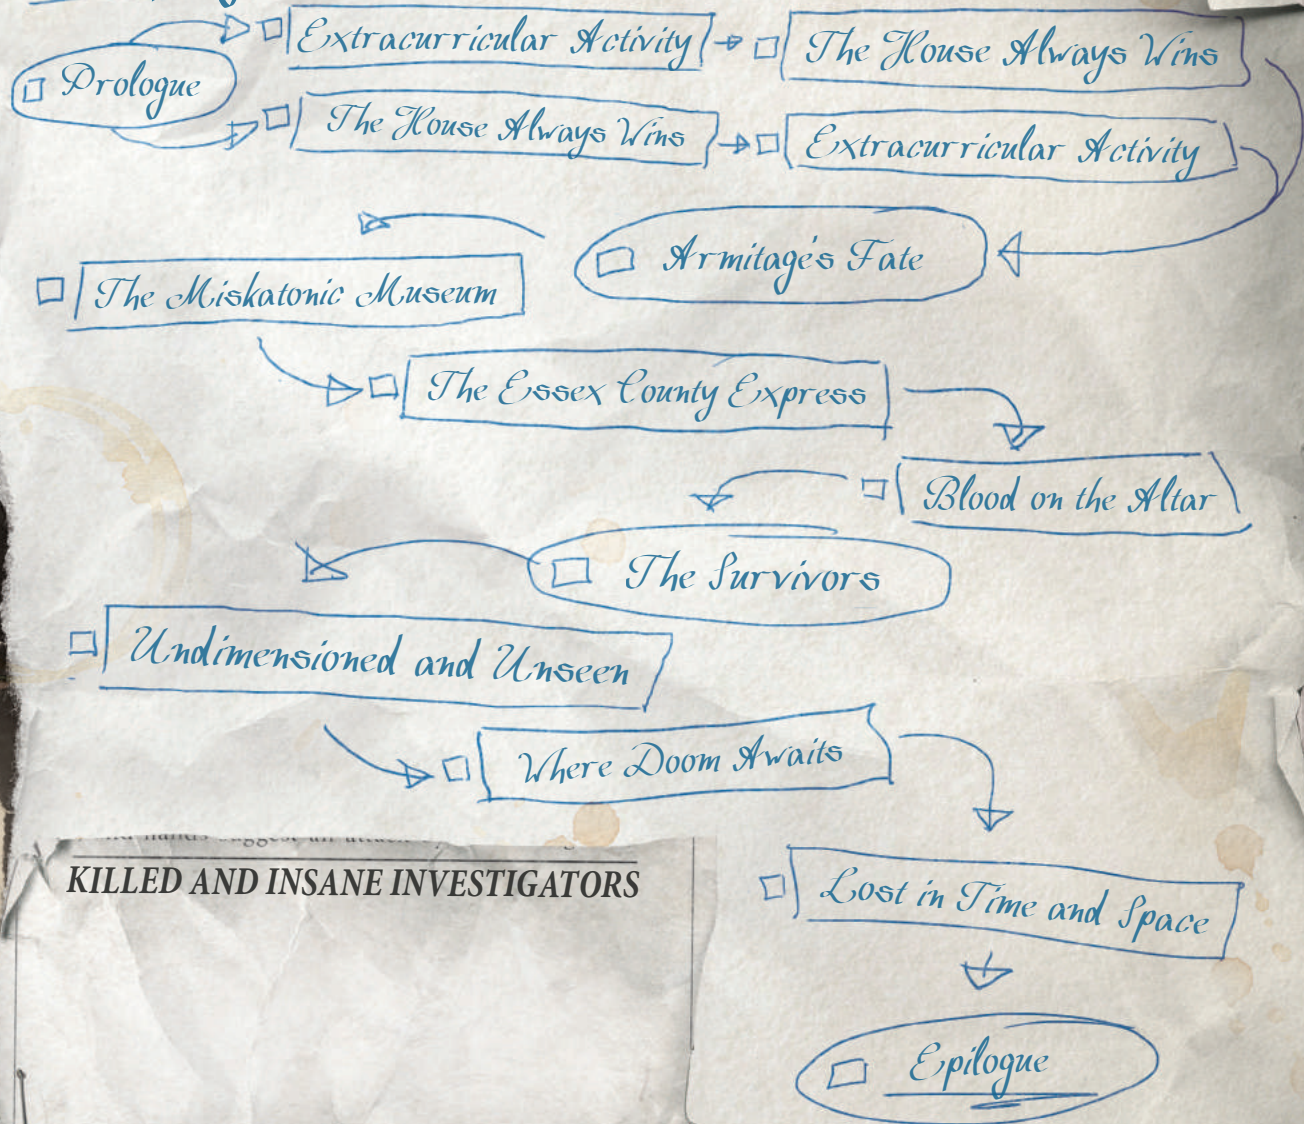 Extracurricular Activity
The House Always Wins
Prologue
The House Always Wins
Extracurricular Activity
Armitage's Fate
The Miskatonic Museum
The Essex County Express
Blood on the Altar
The Survivors
Undimensioned and Unseen
Where Doom Awaits
KILLED AND INSANE INVESTIGATORS
Lost in Time and Space
Epilogue